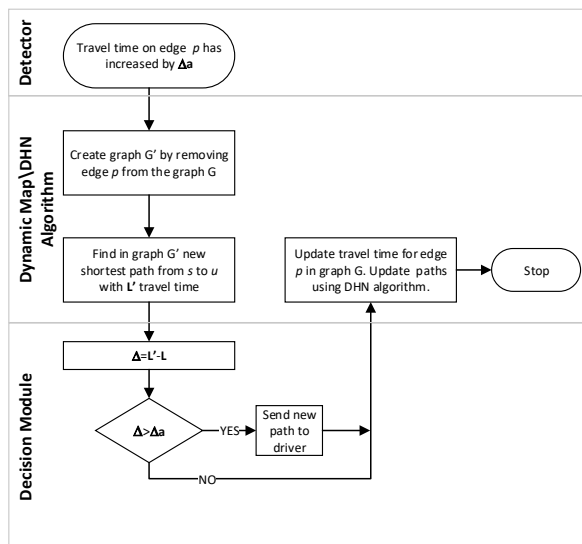 Detector
Travel time on edge p has
increased by Δa
Dynamic Map\DHN
Algorithm
Create graph G’ by removing
edge p from the graph G
Find in graph G’ new
shortest path from s to u
with L’ travel time
Update travel time for edge
p in graph G. Update paths
using DHN algorithm.
Stop
Decision Module
Δ=L’-L
Δ>Δa
YES
Send new
path to
driver
NO